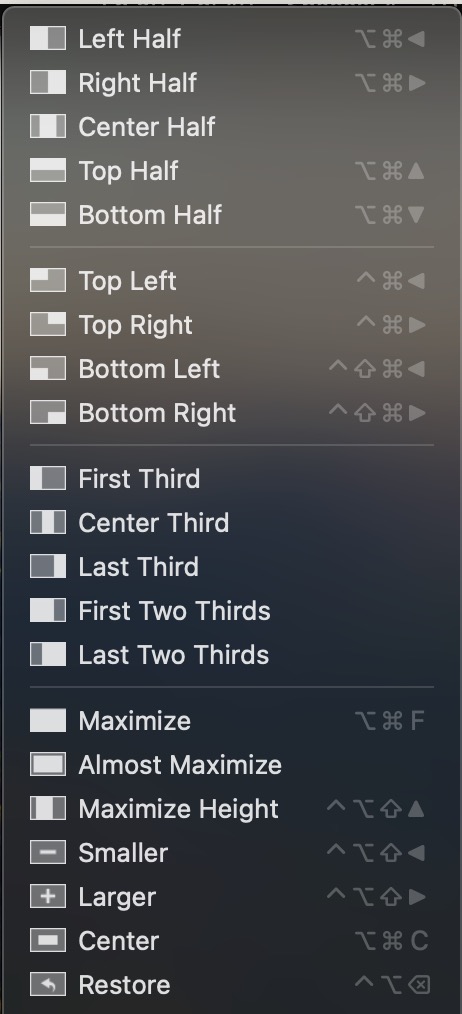 Left Half ⌥⌘◀
Right Half ⌥⌘▶
Center Half
Top Half ⌥⌘▲
Bottom Half ⌥⌘▼
Top Left ^⌘◀
Top Right ^⌘▶
Bottom Left ^⇧⌘◀
Bottom Right ^⇧⌘▶
First Third
Center Third
Last Third
First Two Thirds
Last Two Thirds
Maximize ⌥⌘F
Almost Maximize
Maximize Height ^⌥⇧▲
Smaller ^⌥⇧◀
Larger ^⌥⇧▶
Center ⌥⌘C
Restore ^⌥⌫